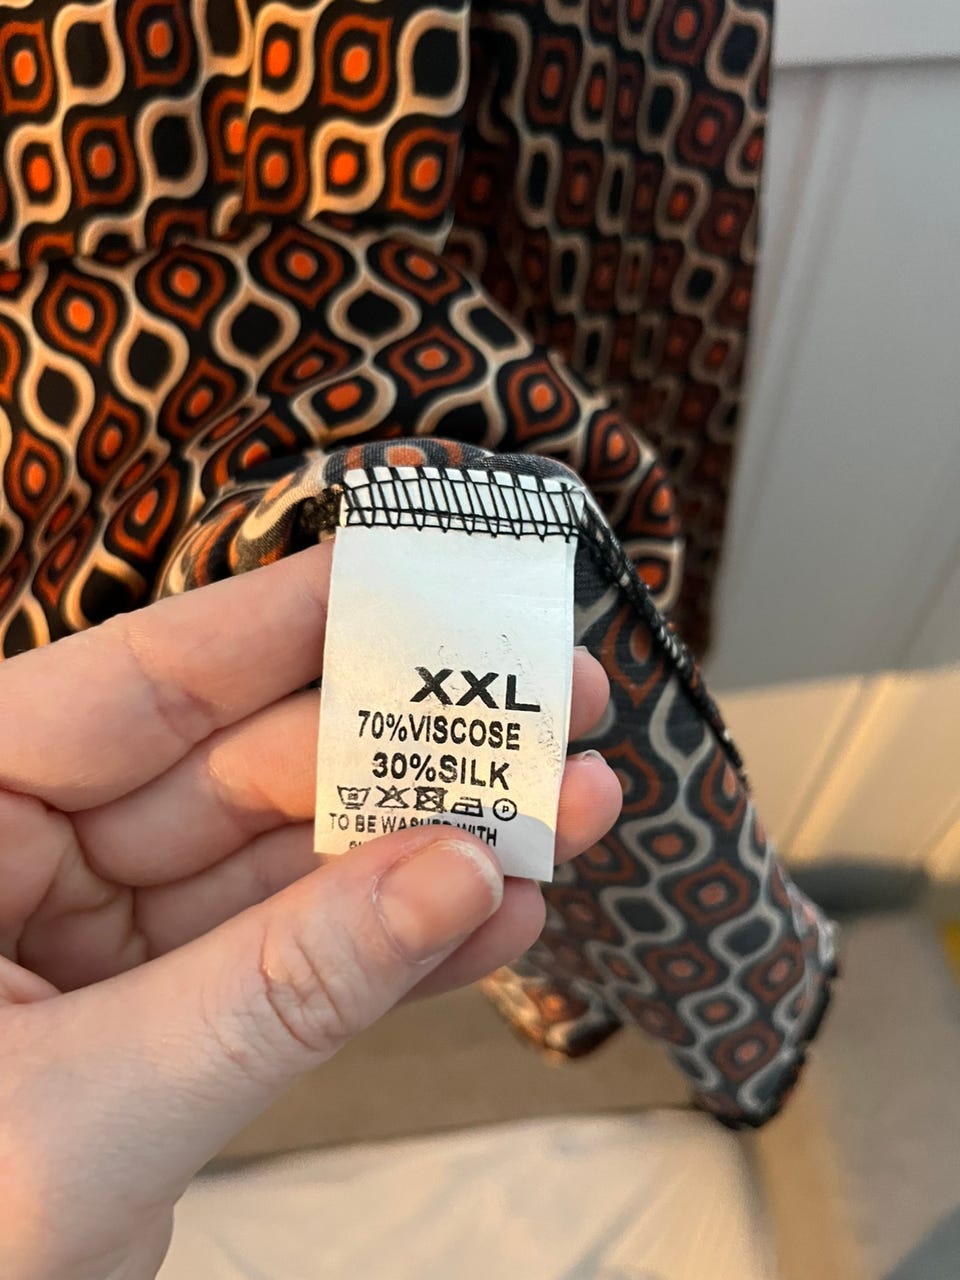 XXL
70%VISCOSE
30%SILK
P
TO BE WASHED WITH